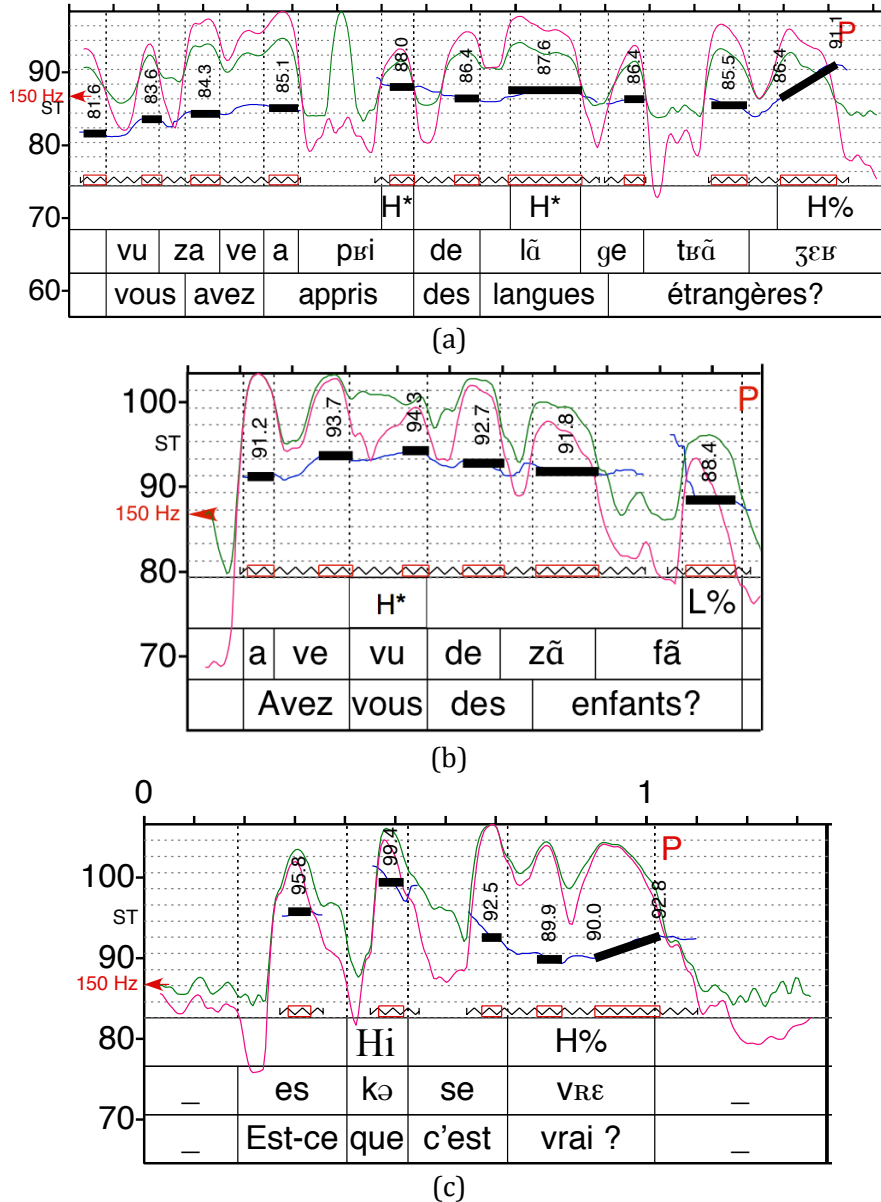 P
90
81.6 83.6 84.3 85.1 88.0 86.4 87.6 86.4 85.5 86.4 91.1
150 Hz
ST
80
70
H* H* H%
vu za ve a pʁi de lɑ̃ ge tʁɑ̃ ʒɛʁ
60
vous avez appris des langues étrangères?
(a)
100
P
ST
91.2 93.7 94.3 92.7 91.8 88.4
90
150 Hz
80
H* L%
70
a ve vu de zɑ̃ fɑ̃
Avez vous des enfants?
(b)
0 1
P
100
95.8 99.4 92.5 89.9 90.0 92.8
ST
90
150 Hz
80
Hi H%
_ es kə se vRɛ _
70
_ Est-ce que c'est vrai ? _
(c)